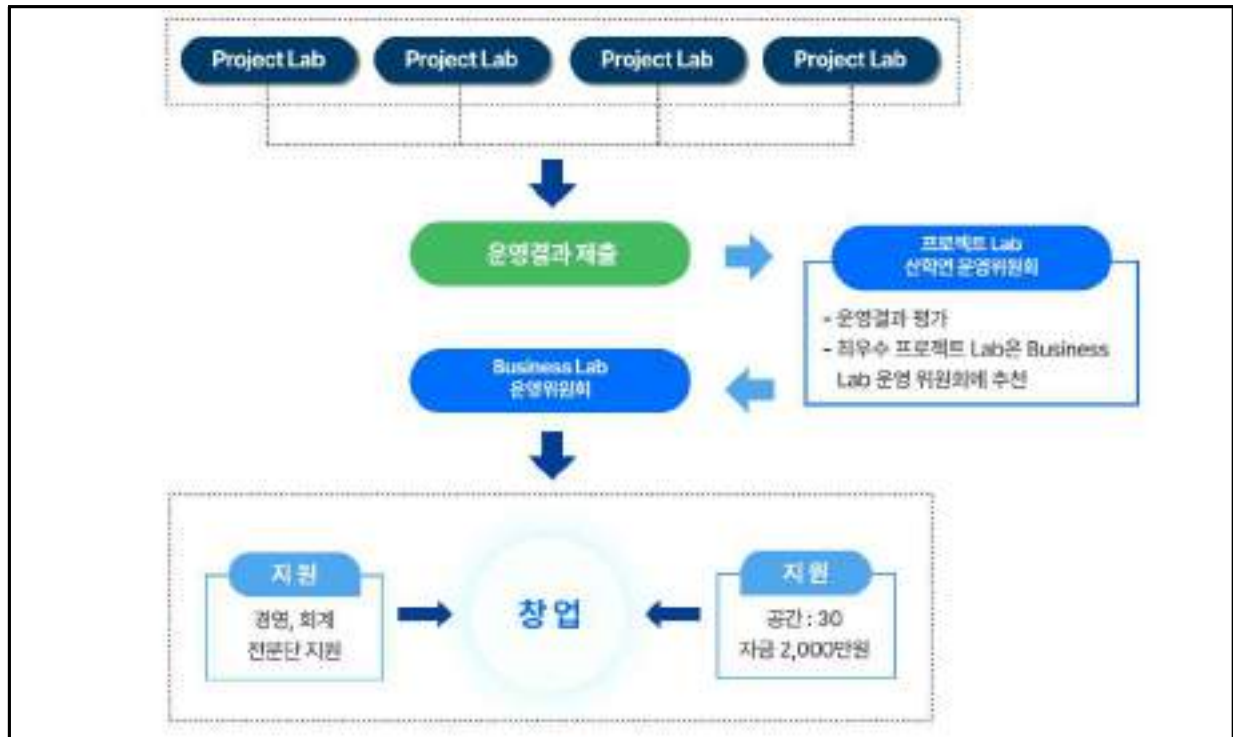 Project Lab Project Lab Project Lab Project Lab
운영결과 제출
프로젝트 Lab
산학연 운영위원회
- 운영결과 평가
- 최우수 프로젝트 Lab은 Business
Lab 운영 위원회에 추천
Business Lab
운영위원회
지원
경영, 회계
전문단 지원
창업
지원
공간 : 30
자금 2,000만원